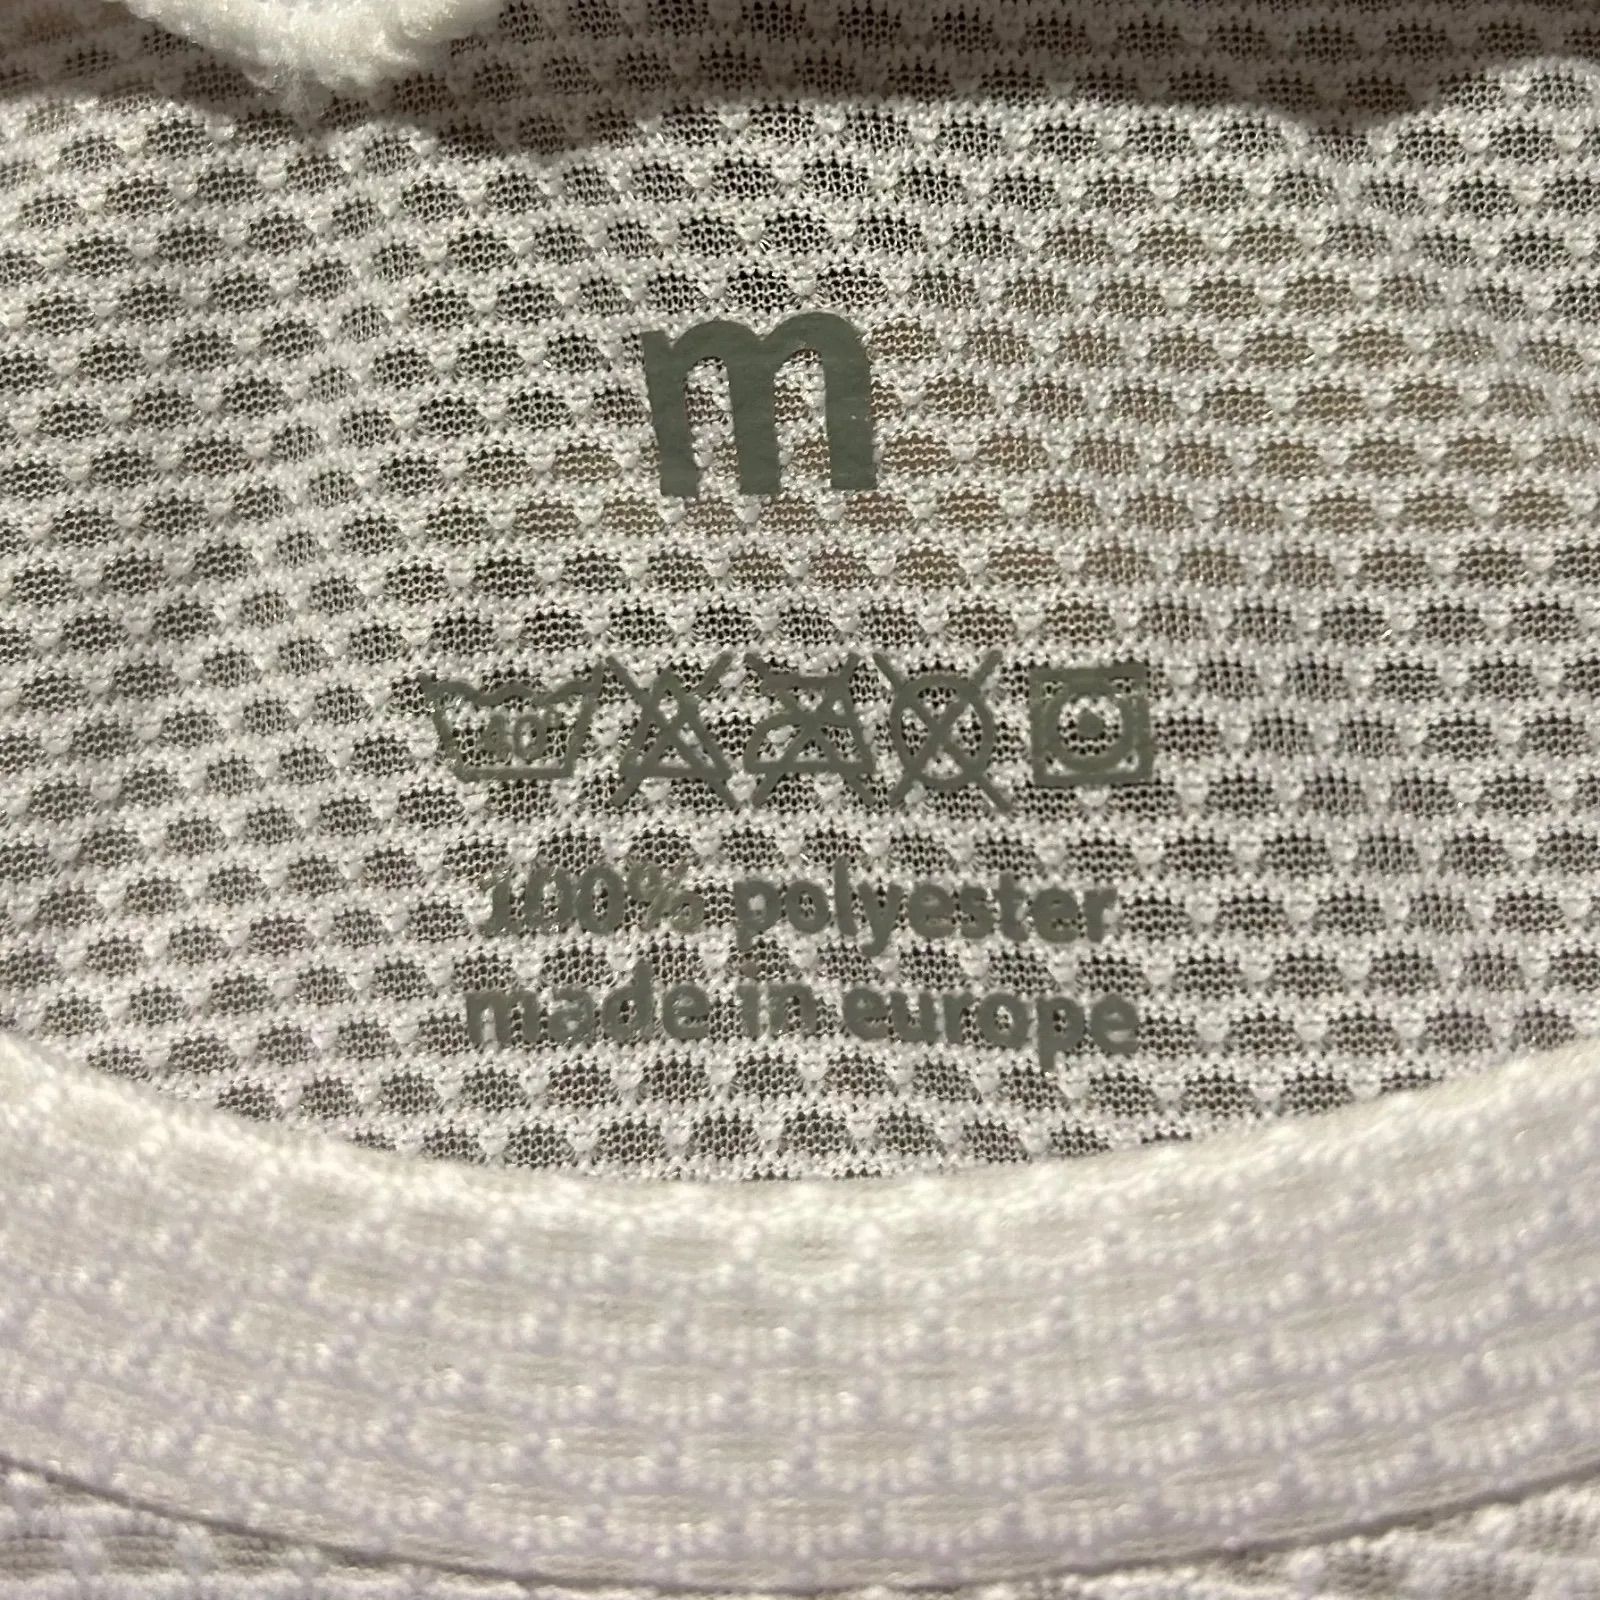 m
40°
100% polyester
made in europe